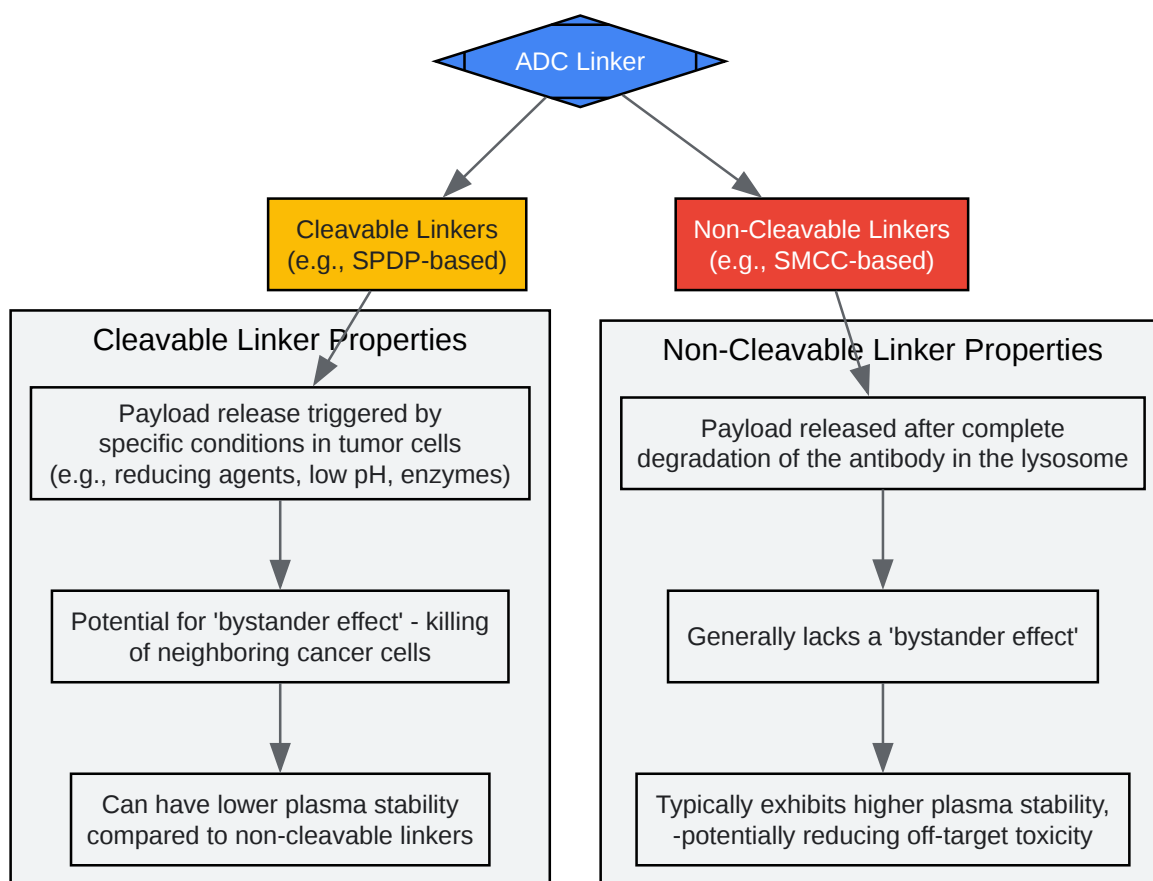 ADC Linker
Cleavable Linkers
(e.g., SPDP-based)
Non-Cleavable Linkers
(e.g., SMCC-based)
Cleavable Linker Properties
Payload release triggered by
specific conditions in tumor cells
(e.g., reducing agents, low pH, enzymes)
Potential for 'bystander effect' - killing
of neighboring cancer cells
Can have lower plasma stability
compared to non-cleavable linkers
Non-Cleavable Linker Properties
Payload released after complete
degradation of the antibody in the lysosome
Generally lacks a 'bystander effect'
Typically exhibits higher plasma stability,
-potentially reducing off-target toxicity